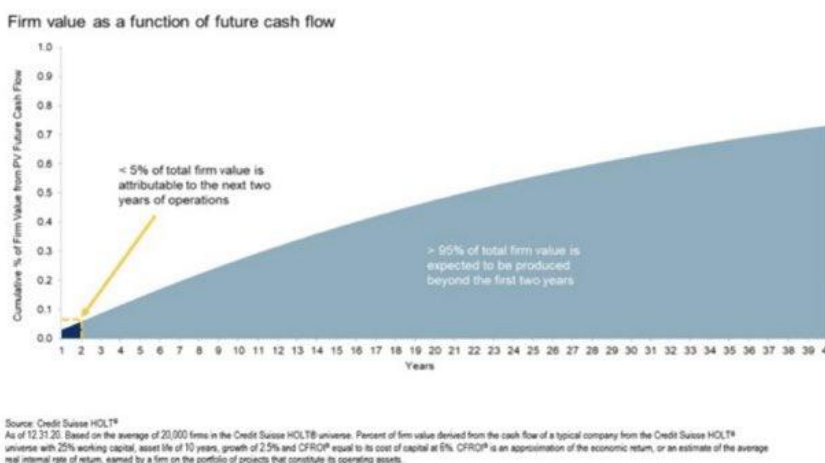 Firm value as a function of future cash flow
Cumulative % of Firm Value from PV Future Cash Flow
1.0
0.9
0.8
0.7
0.6
0.5
0.4
0.3
0.2
0.1
0.0
< 5% of total firm value is
attributable to the next two
years of operations
> 95% of total firm value is
expected to be produced
beyond the first two years
1 2 3 4 5 6 7 8 9 10 11 12 13 14 15 16 17 18 19 20 21 22 23 24 25 26 27 28 29 30 31 32 33 34 35 36 37 38 39 4
Years
Source: Credit Suisse HOLT®
As of 12.31.20. Based on the average of 20,000 firms in the Credit Suisse HOLT® universe. Percent of firm value derived from the cash flow of a typical company from the Credit Suisse HOLT®
universe with 25% working capital, asset life of 10 years, growth of 2.5% and CFROI® equal to its cost of capital at 6%. CFROI® is an approximation of the economic return, or an estimate of the average
real internal rate of return, earned by a firm on the portfolio of projects that constitute its operating assets.